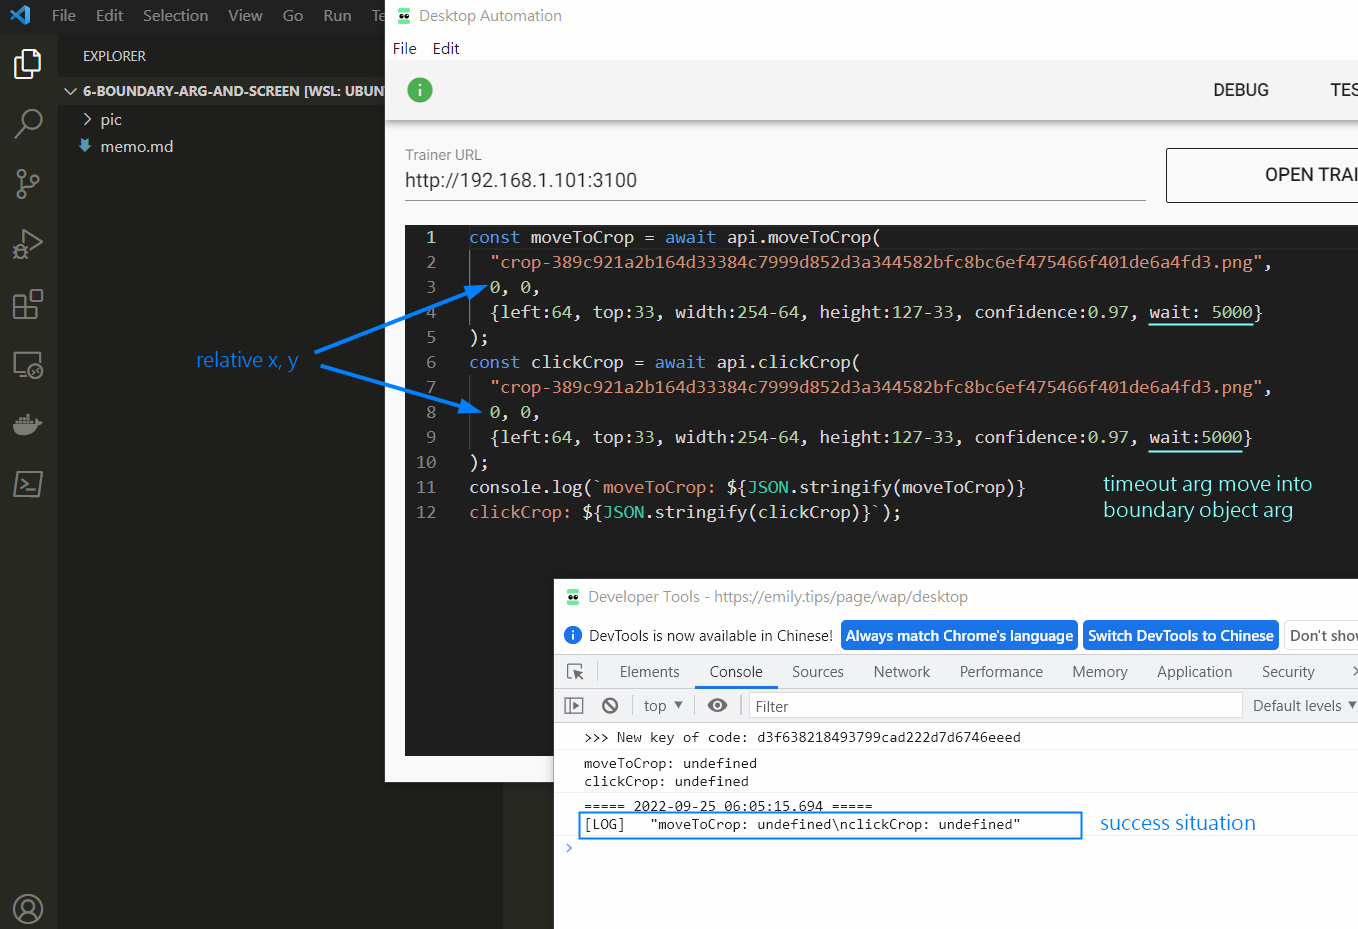 File Edit Selection View Go Run Te
Desktop Automation
File Edit
EXPLORER
6-BOUNDARY-ARG-AND-SCREEN [WSL: UBUN
pic
memo.md
DEBUG TES
Trainer URL
http://192.168.1.101:3100
OPEN TRAI
1 const moveToCrop = await api.moveToCrop(
2 "crop-389c921a2b164d33384c7999d852d3a344582bfc8bc6ef475466f401de6a4fd3.png",
3 0, 0,
4 {left:64, top:33, width:254-64, height:127-33, confidence:0.97, wait: 5000}
5 );
6 const clickCrop = await api.clickCrop(
7 "crop-389c921a2b164d33384c7999d852d3a344582bfc8bc6ef475466f401de6a4fd3.png",
8 0, 0,
9 {left:64, top:33, width:254-64, height:127-33, confidence:0.97, wait:5000}
10 );
11 console.log(`moveToCrop: ${JSON.stringify(moveToCrop)}
12 clickCrop: ${JSON.stringify(clickCrop)}`);
relative x, y
timeout arg move into
boundary object arg
Developer Tools - https://emily.tips/page/wap/desktop
DevTools is now available in Chinese! Always match Chrome's language Switch DevTools to Chinese Don't show
Elements Console Sources Network Performance Memory Application Security
top Filter Default levels
>>> New key of code: d3f638218493799cad222d7d6746eeed
moveToCrop: undefined
clickCrop: undefined
===== 2022-09-25 06:05:15.694 =====
[LOG] "moveToCrop: undefined\nclickCrop: undefined"
success situation